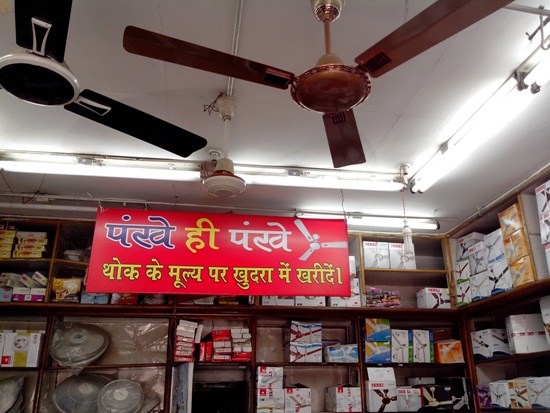 पंखे ही पंखे
थोक के मूल्य पर खुदरा में खरीदें।